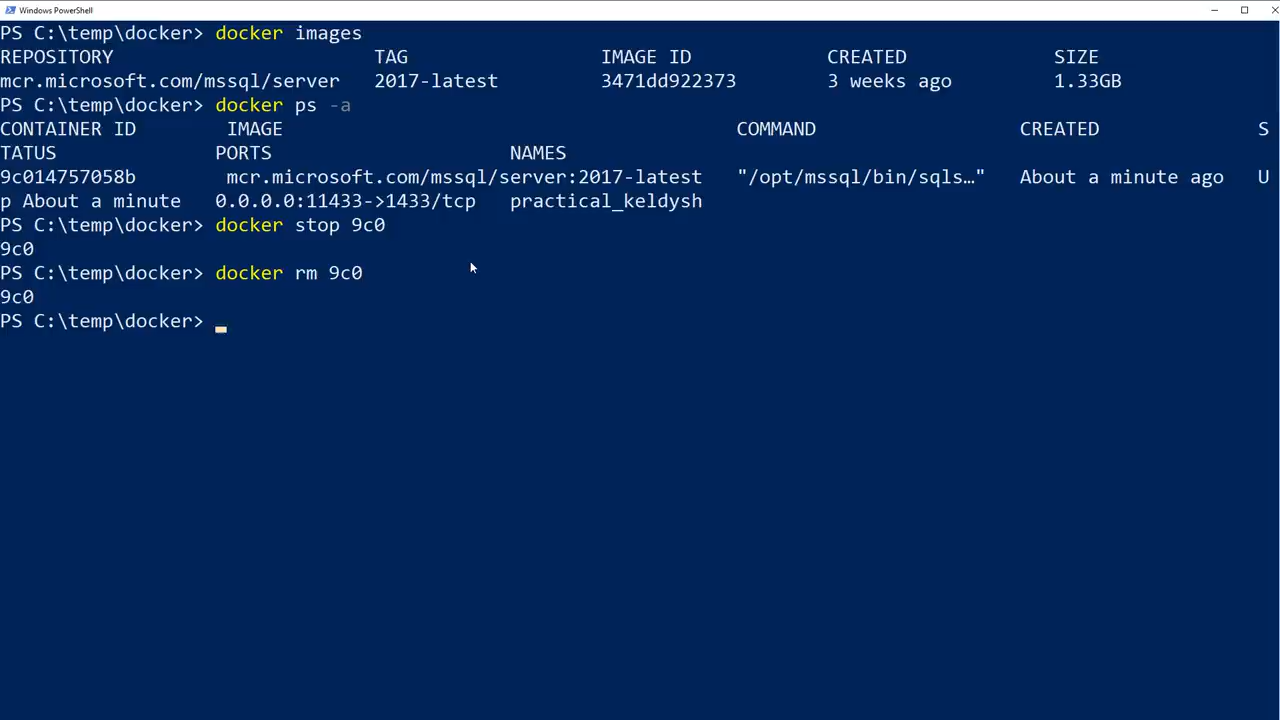 Windows PowerShell
PS C:\temp\docker> docker images
REPOSITORY TAG IMAGE ID CREATED SIZE
mcr.microsoft.com/mssql/server 2017-latest 3471dd922373 3 weeks ago 1.33GB
PS C:\temp\docker> docker ps -a
CONTAINER ID IMAGE COMMAND CREATED S
TATUS PORTS NAMES
9c014757058b mcr.microsoft.com/mssql/server:2017-latest "/opt/mssql/bin/sqls…" About a minute ago U
p About a minute 0.0.0.0:11433->1433/tcp practical_keldysh
PS C:\temp\docker> docker stop 9c0
9c0
PS C:\temp\docker> docker rm 9c0
9c0
PS C:\temp\docker>